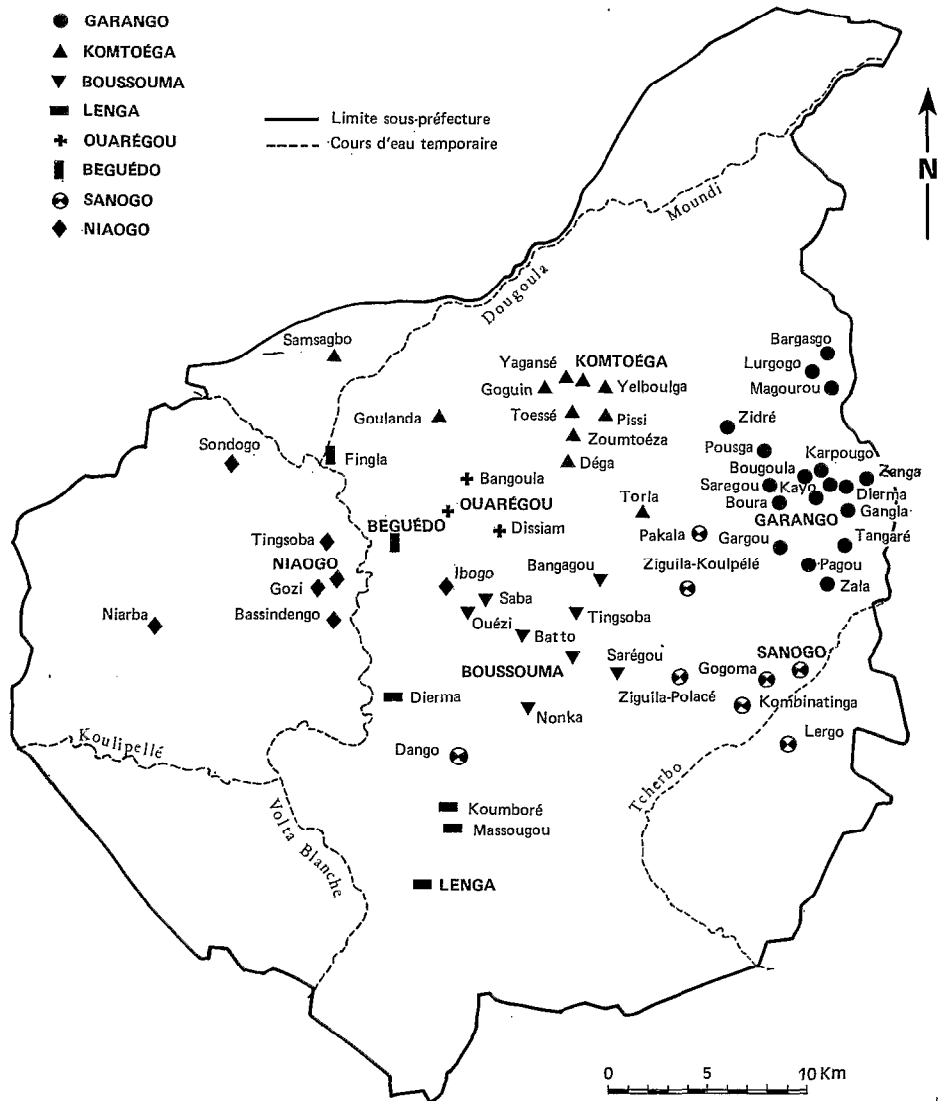 GARANGO
KOMTOÉGA
BOUSSOUMA
LENGA
OUARÉGOU
BEGUÉDO
SANOGO
NIAOGO
Limite sous-préfecture
Cours d'eau temporaire
N
Moundi
Dougoula
Samsagbo
Bargasgo
Lurgogo
Magourou
Yagansé
KOMTOÉGA
Goguin
Yelboulga
Goulanda
Toessé
Pissi
Zidré
Zoumtoéza
Sondogo
Fingla
Déga
Pousga
Karpougo
Bougoula
Zanga
Bangoula
Saregou
Kayo
Dierma
OUARÉGOU
Torla
Boura
Gangla
GARANGO
BEGUÉDO
Dissiam
Pakala
Gargou
Tangaré
Tingsoba
NIAOGO
Bangagou
Ziguila-Koulpélé
Pagou
Gozi
Ibogo
Zala
Niarba
Bassindengo
Saba
Ouézi
Tingsoba
Batto
BOUSSOUMA
Sarégou
Gogoma
SANOGO
Dierma
Ziguila-Polacé
Kombinatinga
Nonka
Lergo
Koulipellé
Dango
Tcherbo
Koumboré
Volta Blanche
Massougou
LENGA
0 5 10 Km